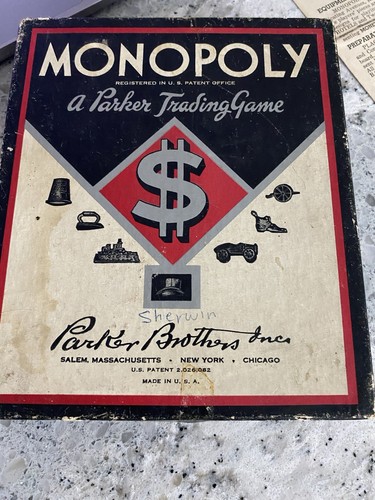 MONOPOLY
REGISTERED IN U. S. PATENT OFFICE
A Parker Trading Game
$
Sherwin
Parker Brothers Inc
SALEM, MASSACHUSETTS • NEW YORK • CHICAGO
U. S. PATENT 2,026,082
MADE IN U. S. A.
EQUIPMENT